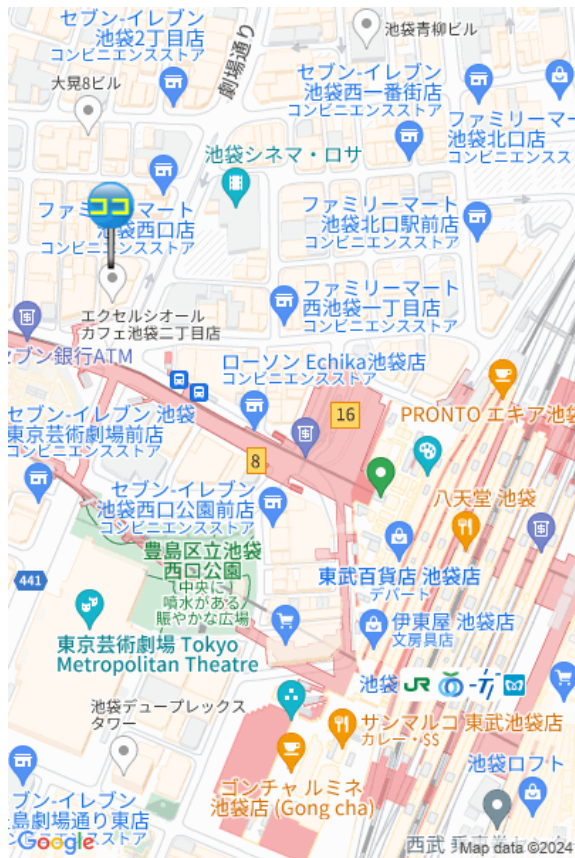 セブン-イレブン
池袋2丁目店
コンビニエンスストア
池袋青柳ビル
劇場通り
大晃8ビル
セブン-イレブン
池袋西一番街店
コンビニエンスストア
ファミリーマー
池袋北口店
コンビニエンスス
池袋シネマ・ロサ
ココ
ファミリーマート
池袋西口店
コンビニエンスストア
ファミリーマート
池袋北口駅前店
コンビニエンスストア
ファミリーマート
西池袋一丁目店
コンビニエンスストア
エクセルシオール
カフェ池袋二丁目店
セブン銀行ATM
ローソン Echika池袋店
コンビニエンスストア
16
PRONTO エキア池袋
セブン-イレブン 池袋
東京芸術劇場前店
コンビニエンスストア
8
セブン-イレブン
池袋西口公園前店
コンビニエンスストア
八天堂 池袋
豊島区立池袋
西口公園
中央に
噴水がある
賑やかな広場
東武百貨店 池袋店
デパート
441
伊東屋 池袋店
文房具店
東京芸術劇場 Tokyo
Metropolitan Theatre
池袋 JR
池袋デュープレックス
タワー
サンマルコ 東武池袋店
カレー・$$
池袋ロフト
ゴンチャ ルミネ
池袋店 (Gong cha)
ブン-イレブン
島劇場通り東店
ンビニエンスストア
西武
Google
Map data ©2024